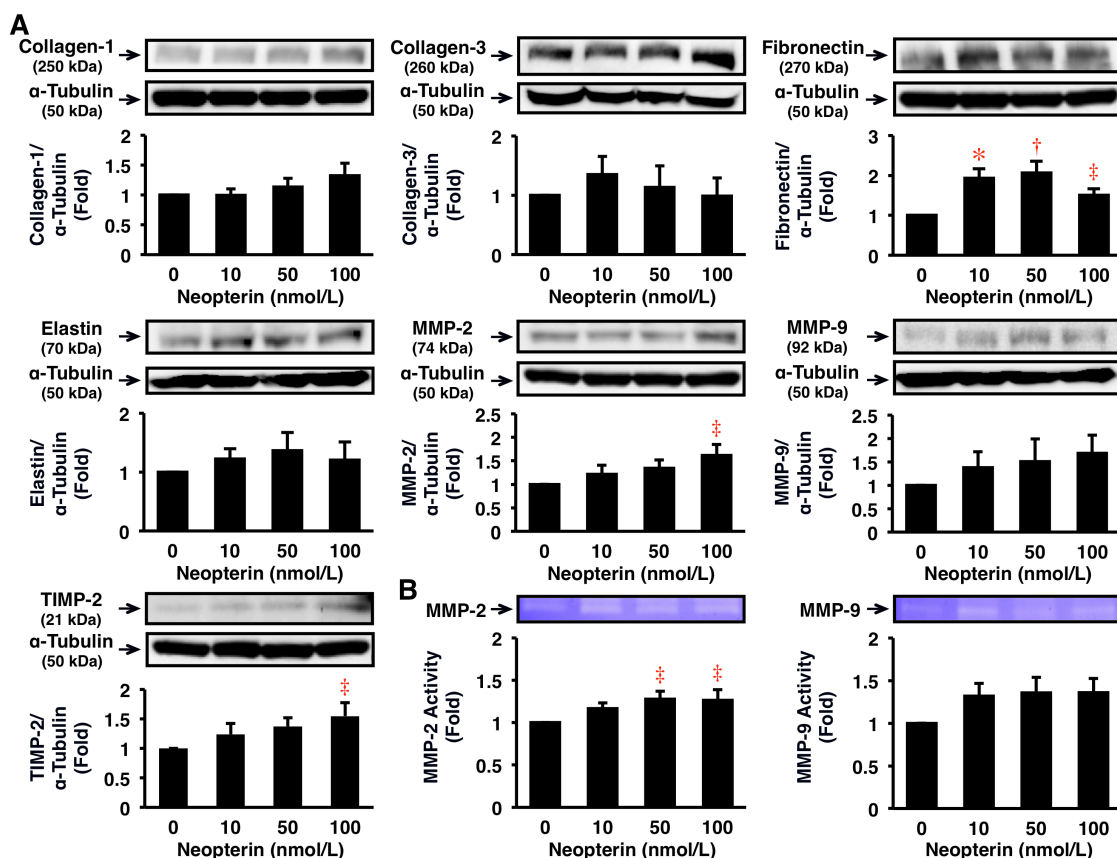 A
Collagen-1
(250 kDa)
α-Tubulin
(50 kDa)
Collagen-1/
α-Tubulin
(Fold)
2
1.5
1
0.5
0
0 10 50 100
Neopterin (nmol/L)
Collagen-3
(260 kDa)
α-Tubulin
(50 kDa)
Collagen-3/
α-Tubulin
(Fold)
2
1.5
1
0.5
0
0 10 50 100
Neopterin (nmol/L)
Fibronectin
(270 kDa)
α-Tubulin
(50 kDa)
Fibronectin/
α-Tubulin
(Fold)
3
2
1
0
* † ‡
0 10 50 100
Neopterin (nmol/L)
Elastin
(70 kDa)
α-Tubulin
(50 kDa)
Elastin/
α-Tubulin
(Fold)
2
1
0
0 10 50 100
Neopterin (nmol/L)
MMP-2
(74 kDa)
α-Tubulin
(50 kDa)
MMP-2/
α-Tubulin
(Fold)
2.5
2
1.5
1
0.5
0
‡
0 10 50 100
Neopterin (nmol/L)
MMP-9
(92 kDa)
α-Tubulin
(50 kDa)
MMP-9/
α-Tubulin
(Fold)
2.5
2
1.5
1
0.5
0
0 10 50 100
Neopterin (nmol/L)
TIMP-2
(21 kDa)
α-Tubulin
(50 kDa)
TIMP-2/
α-Tubulin
(Fold)
2
1.5
1
0.5
0
‡
0 10 50 100
Neopterin (nmol/L)
B
MMP-2
MMP-2 Activity
(Fold)
2
1.5
1
0.5
0
‡ ‡
0 10 50 100
Neopterin (nmol/L)
MMP-9
MMP-9 Activity
(Fold)
2
1.5
1
0.5
0
0 10 50 100
Neopterin (nmol/L)